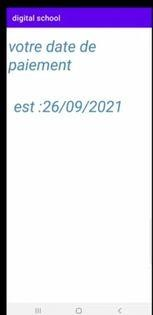 digital school
votre date de
paiement
est :26/09/2021